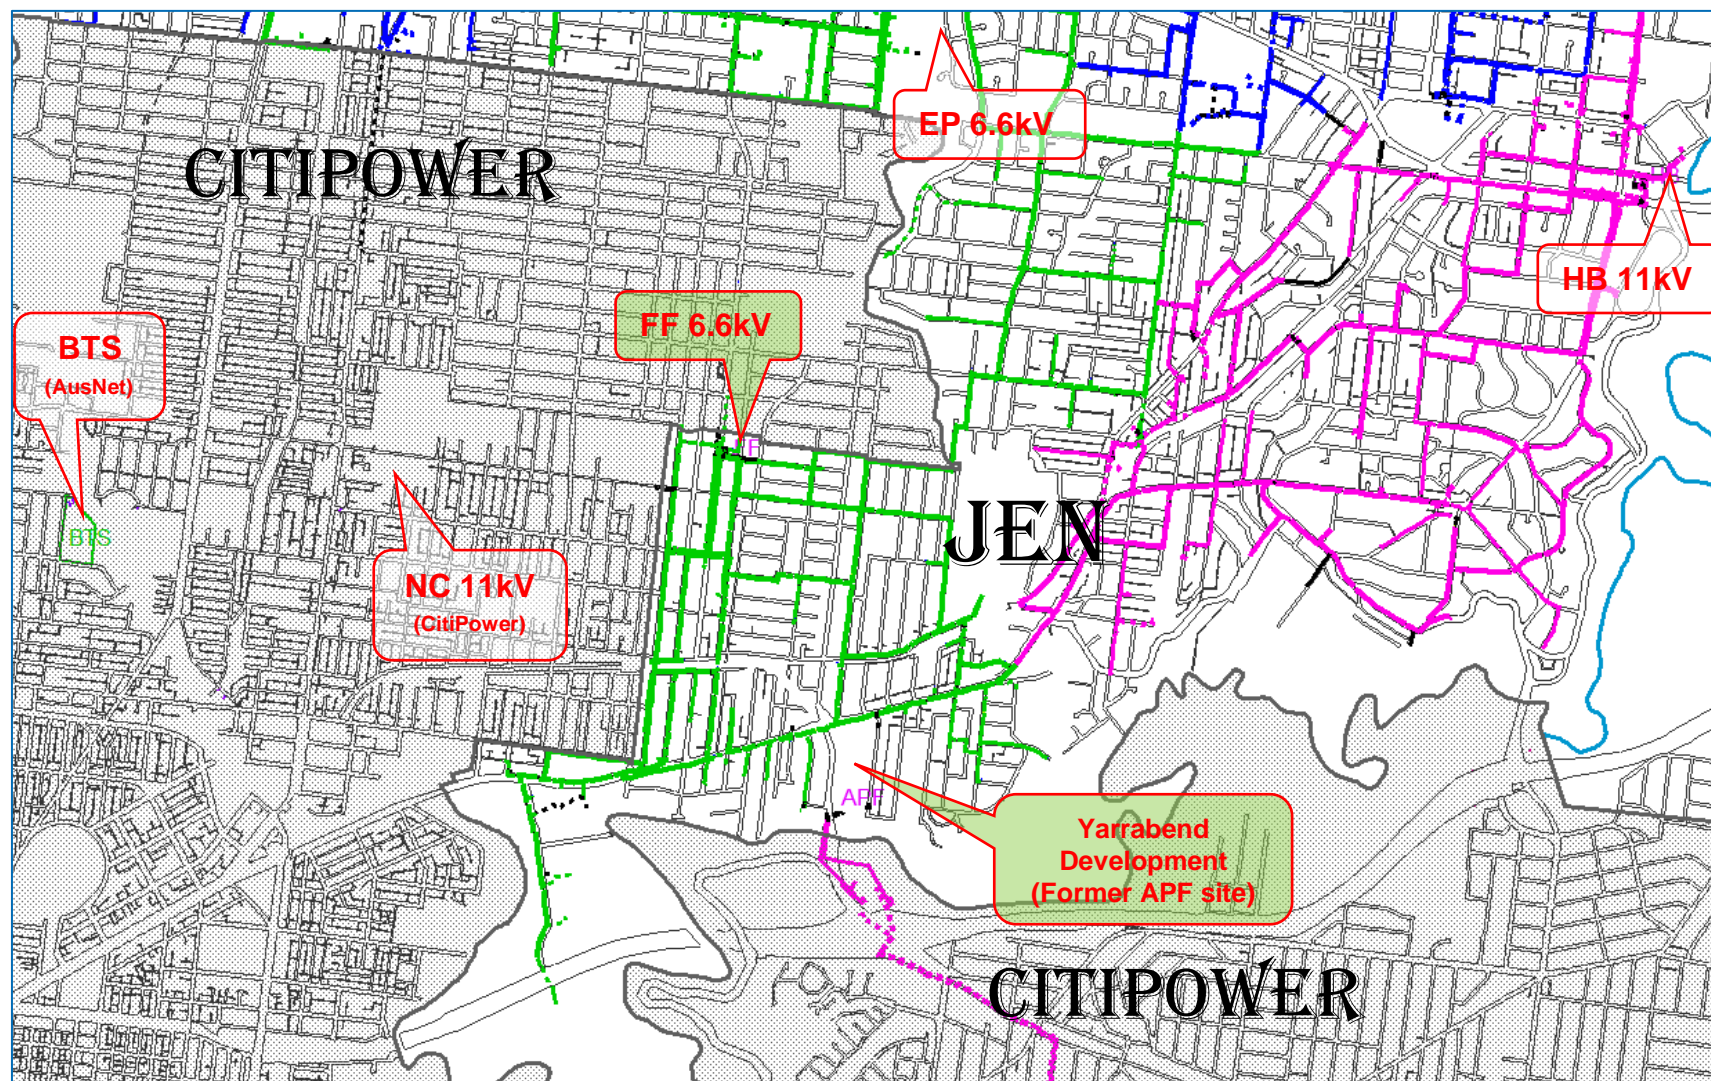 EP 6.6kV
CITIPOWER
HB 11kV
FF 6.6kV
BTS
(AusNet)
FF
JEN
BTS
NC 11kV
(CitiPower)
APF
Yarrabend
Development
(Former APF site)
CITIPOWER